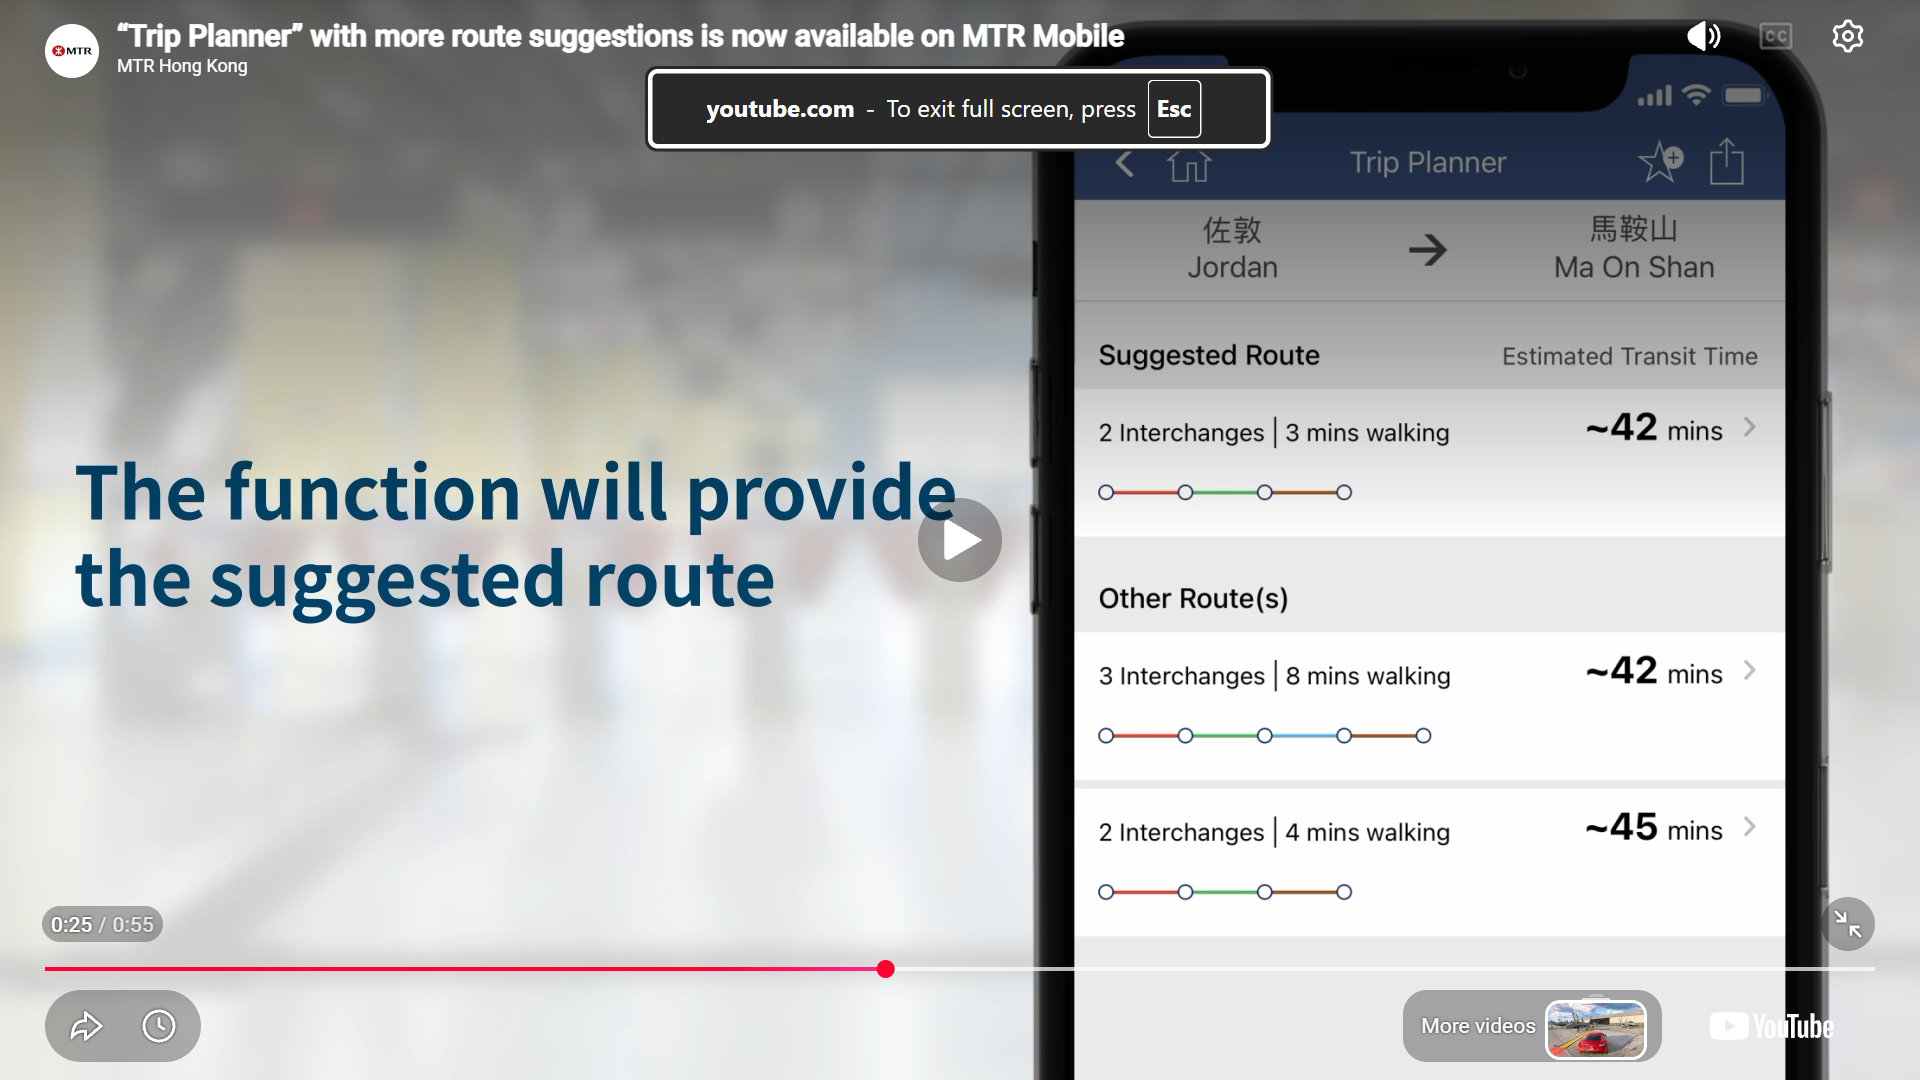 MTR
“Trip Planner” with more route suggestions is now available on MTR Mobile
MTR Hong Kong
CC
youtube.com - To exit full screen, press Esc
Trip Planner
佐敦
Jordan
馬鞍山
Ma On Shan
Suggested Route
Estimated Transit Time
2 Interchanges | 3 mins walking
~42 mins
The function will provide
the suggested route
Other Route(s)
3 Interchanges | 8 mins walking
~42 mins
2 Interchanges | 4 mins walking
~45 mins
0:25 / 0:55
More videos
YouTube